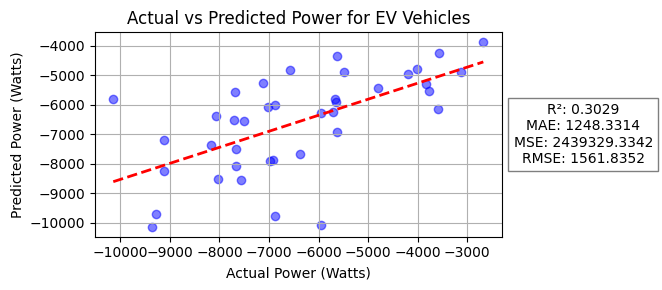 Actual vs Predicted Power for EV Vehicles
Predicted Power (Watts)
−4000
−5000
−6000
−7000
−8000
−9000
−10000
−10000 −9000 −8000 −7000 −6000 −5000 −4000 −3000
Actual Power (Watts)
R²: 0.3029
MAE: 1248.3314
MSE: 2439329.3342
RMSE: 1561.8352